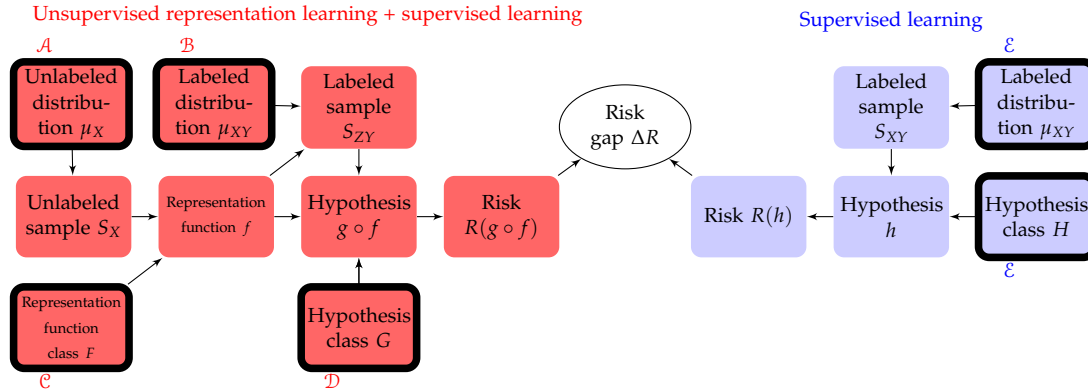 Unsupervised representation learning + supervised learning
Supervised learning
𝒜
ℬ
ℰ
Unlabeled
distribu-
tion μ_X
Labeled
distribu-
tion μ_XY
Labeled
sample
S_ZY
Risk
gap ΔR
Labeled
sample
S_XY
Labeled
distribu-
tion μ_XY
Unlabeled
sample S_X
Representation
function f
Hypothesis
g ∘ f
Risk
R(g ∘ f)
Risk R(h)
Hypothesis
h
Hypothesis
class H
ℰ
Representation
function
class F
Hypothesis
class G
𝒞
𝒟